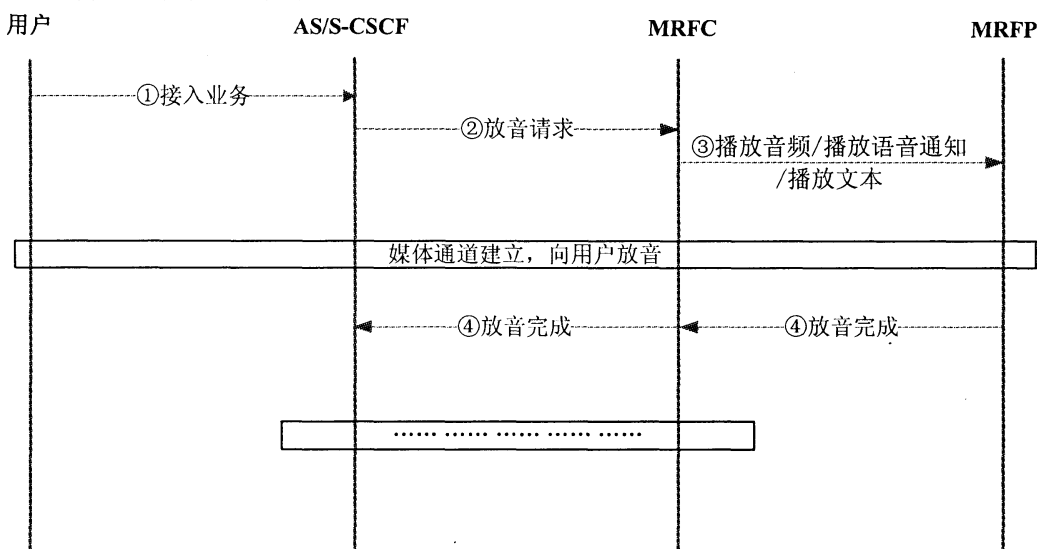 用户 AS/S-CSCF MRFC MRFP
①接入业务
②放音请求
③播放音频/播放语音通知
/播放文本
媒体通道建立，向用户放音
④放音完成 ④放音完成
…… …… …… …… ……